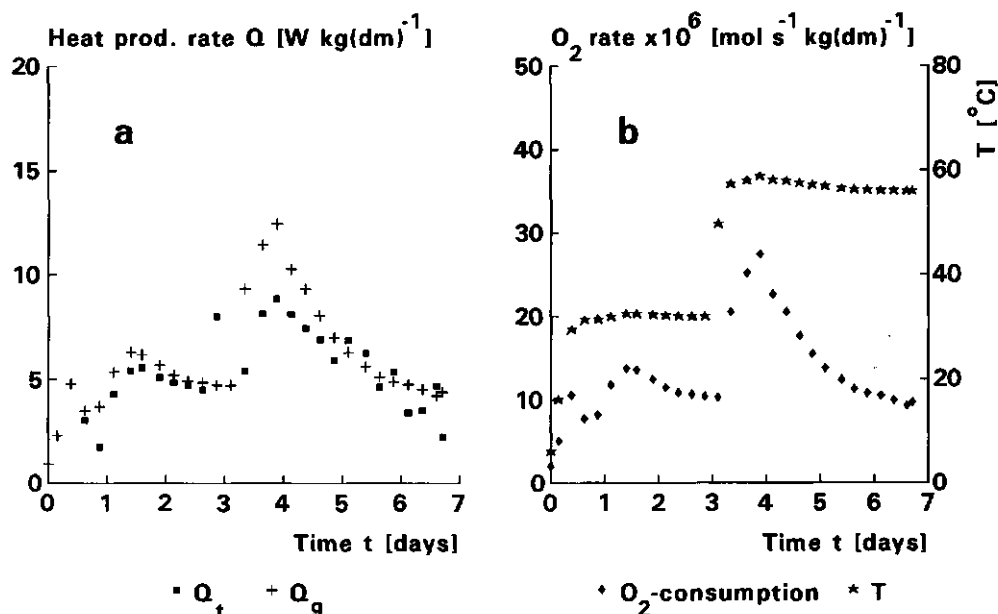 Heat prod. rate Q [W kg(dm)⁻¹]
20
15
10
5
0
a
0 1 2 3 4 5 6 7
Time t [days]
▪ Qt + Qg
O₂ rate x10⁶ [mol s⁻¹ kg(dm)⁻¹]
50
40
30
20
10
0
b
80
60
40
20
0
T [°C]
0 1 2 3 4 5 6 7
Time t [days]
♦ O₂-consumption ★ T